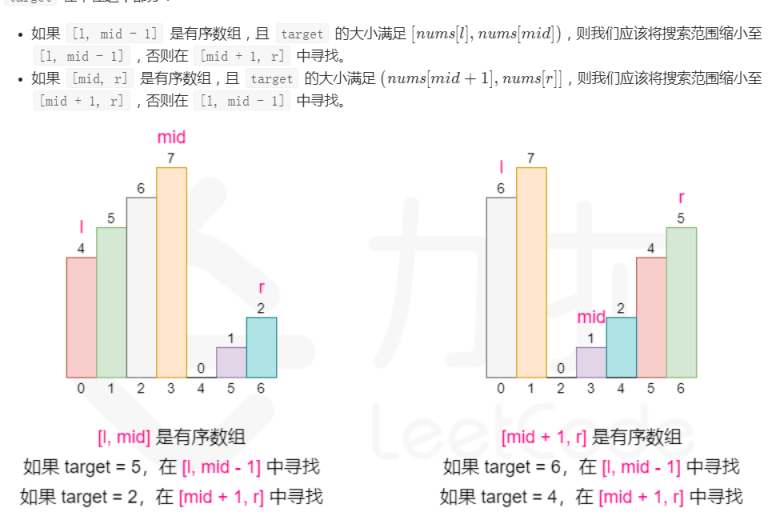 如果 [l, mid - 1] 是有序数组，且 target 的大小满足 [nums[l], nums[mid])，则我们应该将搜索范围缩小至
[l, mid - 1]，否则在 [mid + 1, r] 中寻找。
如果 [mid, r] 是有序数组，且 target 的大小满足 (nums[mid+1], nums[r]]，则我们应该将搜索范围缩小至
[mid + 1, r]，否则在 [l, mid - 1] 中寻找。
mid
7
6
l
5
4
r
2
1
0
0 1 2 3 4 5 6
[l, mid] 是有序数组
如果 target = 5，在 [l, mid - 1] 中寻找
如果 target = 2，在 [mid + 1, r] 中寻找
l
7
6
r
5
4
mid
2
1
0
0 1 2 3 4 5 6
[mid + 1, r] 是有序数组
如果 target = 6，在 [l, mid - 1] 中寻找
如果 target = 4，在 [mid + 1, r] 中寻找
力扣
LeetCode